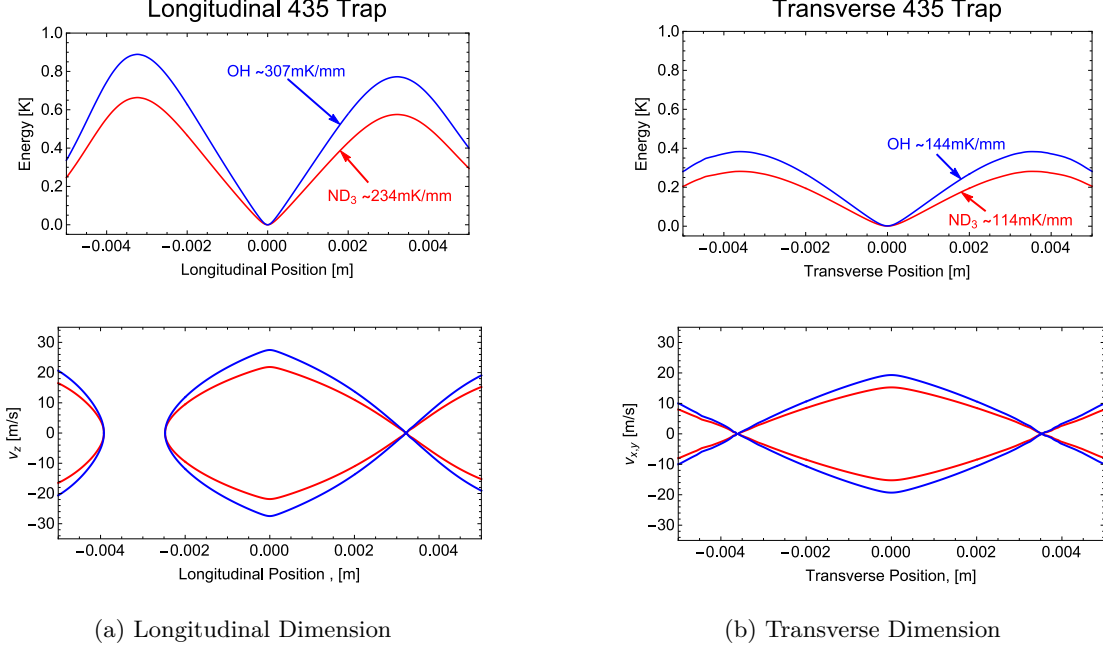 Longitudinal 435 Trap
Energy [K]
1.0
0.8
0.6
0.4
0.2
0.0
OH ~307mK/mm
ND₃ ~234mK/mm
−0.004 −0.002 0.000 0.002 0.004
Longitudinal Position [m]
v_z [m/s]
30
20
10
0
−10
−20
−30
−0.004 −0.002 0.000 0.002 0.004
Longitudinal Position , [m]
(a) Longitudinal Dimension
Transverse 435 Trap
Energy [K]
1.0
0.8
0.6
0.4
0.2
0.0
OH ~144mK/mm
ND₃ ~114mK/mm
−0.004 −0.002 0.000 0.002 0.004
Transverse Position [m]
v_x,y [m/s]
30
20
10
0
−10
−20
−30
−0.004 −0.002 0.000 0.002 0.004
Transverse Position, [m]
(b) Transverse Dimension